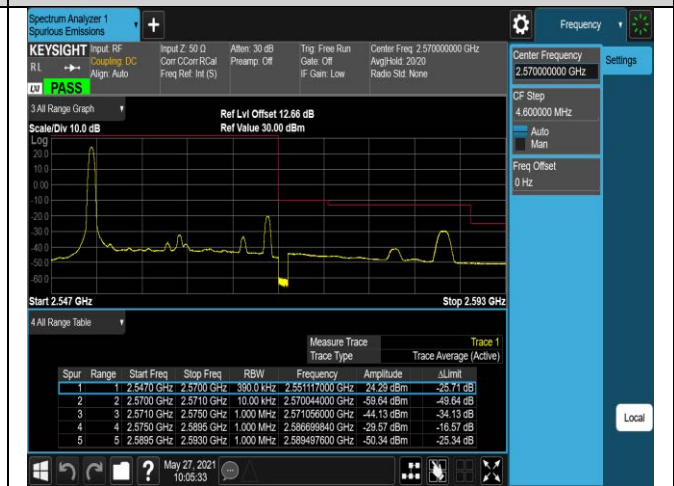 Spectrum Analyzer 1
Spurious Emissions
Frequency
KEYSIGHT Input: RF Input Z: 50 Ω Atten: 30 dB Trig: Free Run Center Freq: 2.570000000 GHz
RL Coupling: DC Corr CCorr RCal Preamp: Off Gate: Off Avg|Hold: 20/20
Align: Auto Freq Ref: Int (S) IF Gain: Low Radio Std: None
PASS
Center Frequency
2.570000000 GHz
Settings
CF Step
4.600000 MHz
Auto
Man
Freq Offset
0 Hz
3 All Range Graph
Ref Lvl Offset 12.66 dB
Scale/Div 10.0 dB Ref Value 30.00 dBm
Log
20.0
10.0
0.00
-10.0
-20.0
-30.0
-40.0
-50.0
-60.0
Start 2.547 GHz Stop 2.593 GHz
4 All Range Table
Measure Trace Trace 1
Trace Type Trace Average (Active)
Spur Range Start Freq Stop Freq RBW Frequency Amplitude ΔLimit
1 1 2.5470 GHz 2.5700 GHz 390.0 kHz 2.551117000 GHz 24.29 dBm -25.71 dB
2 2 2.5700 GHz 2.5710 GHz 10.00 kHz 2.570044000 GHz -59.64 dBm -49.64 dB
3 3 2.5710 GHz 2.5750 GHz 1.000 MHz 2.571056000 GHz -44.13 dBm -34.13 dB
4 4 2.5750 GHz 2.5895 GHz 1.000 MHz 2.586699840 GHz -29.57 dBm -16.57 dB
5 5 2.5895 GHz 2.5930 GHz 1.000 MHz 2.589497600 GHz -50.34 dBm -25.34 dB
Local
May 27, 2021
10:05:33